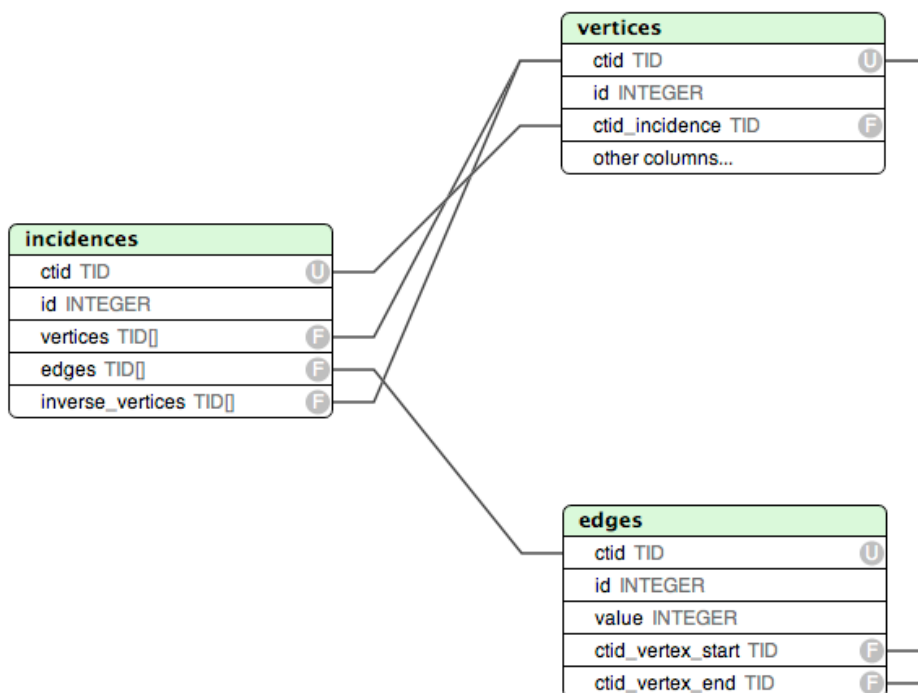 vertices
ctid TID U
id INTEGER
ctid_incidence TID F
other columns...
incidences
ctid TID U
id INTEGER
vertices TID[] F
edges TID[] F
inverse_vertices TID[] F
edges
ctid TID U
id INTEGER
value INTEGER
ctid_vertex_start TID F
ctid_vertex_end TID F